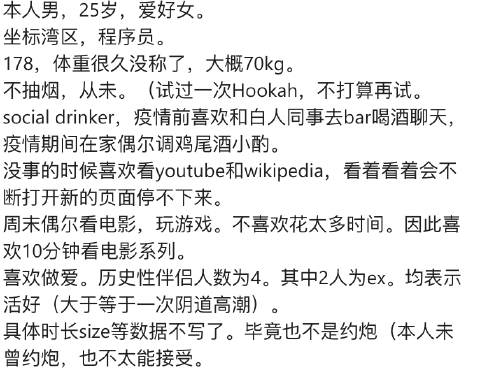 本人男，25岁，爱好女。
坐标湾区，程序员。
178，体重很久没称了，大概70kg。
不抽烟，从未。（试过一次Hookah，不打算再试。
social drinker，疫情前喜欢和白人同事去bar喝酒聊天，
疫情期间在家偶尔调鸡尾酒小酌。
没事的时候喜欢看youtube和wikipedia，看着看着会不
断打开新的页面停不下来。
周末偶尔看电影，玩游戏。不喜欢花太多时间。因此喜
欢10分钟看电影系列。
喜欢做爱。历史性伴侣人数为4。其中2人为ex。均表示
活好（大于等于一次阴道高潮）。
具体时长size等数据不写了。毕竟也不是约炮（本人未
曾约炮，也不太能接受。